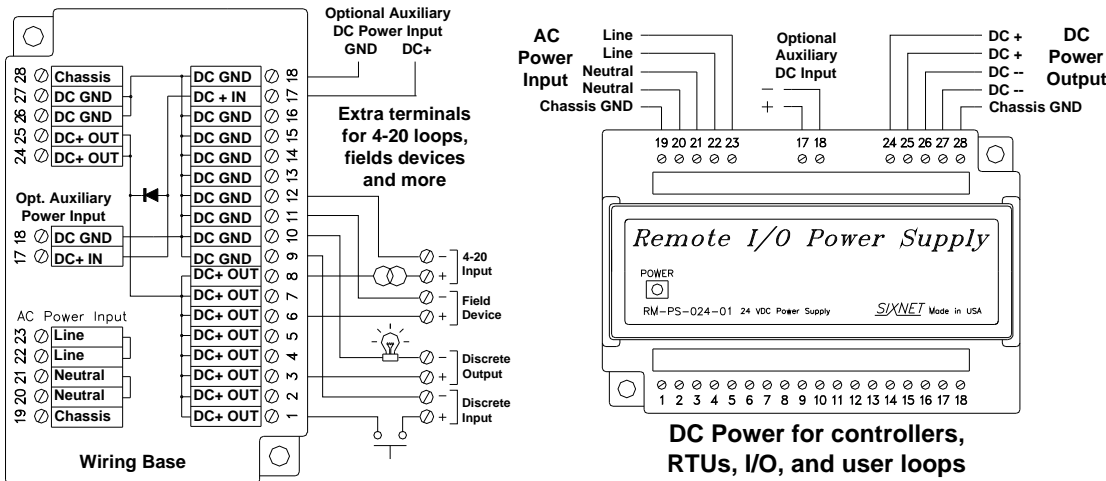 Optional Auxiliary
DC Power Input
GND DC+
28 Chassis
27 DC GND
26 DC GND
25 DC+ OUT
24 DC+ OUT
Opt. Auxiliary
Power Input
18 DC GND
17 DC+ IN
AC Power Input
23 Line
22 Line
21 Neutral
20 Neutral
19 Chassis
DC GND 18
DC + IN 17
DC GND 16
DC GND 15
DC GND 14
DC GND 13
DC GND 12
DC GND 11
DC GND 10
DC GND 9
DC+ OUT 8
DC+ OUT 7
DC+ OUT 6
DC+ OUT 5
DC+ OUT 4
DC+ OUT 3
DC+ OUT 2
DC+ OUT 1
Extra terminals
for 4-20 loops,
fields devices
and more
− 4-20
+ Input
− Field
+ Device
− Discrete
+ Output
− Discrete
+ Input
Wiring Base
AC
Power
Input
Line
Line
Neutral
Neutral
Chassis GND
Optional
Auxiliary
DC Input
−
+
DC +
DC +
DC --
DC --
Chassis GND
DC
Power
Output
19 20 21 22 23 17 18 24 25 26 27 28
Remote I/O Power Supply
POWER
RM-PS-024-01 24 VDC Power Supply SIXNET Made in USA
1 2 3 4 5 6 7 8 9 10 11 12 13 14 15 16 17 18
DC Power for controllers,
RTUs, I/O, and user loops